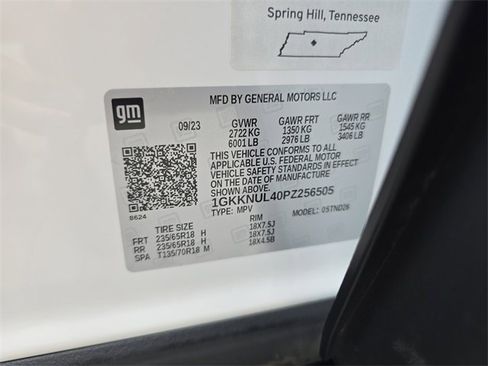 Spring Hill, Tennessee
gm
MFD BY GENERAL MOTORS LLC
09/23 GVWR GAWR FRT GAWR RR
2722 KG 1350 KG 1545 KG
6001 LB 2976 LB 3406 LB
THIS VEHICLE CONFORMS TO ALL
APPLICABLE U.S. FEDERAL MOTOR
VEHICLE SAFETY STANDARDS IN EFFECT
ON THE DATE OF MANUFACTURE
SHOWN ABOVE.
1GKKNUL40PZ256505
TYPE: MPV MODEL: 05TND26
8624
TIRE SIZE RIM
FRT 235/65R18 H 18X7.5J
RR 235/65R18 H 18X7.5J
SPA T135/70R18 M 18X4.5B